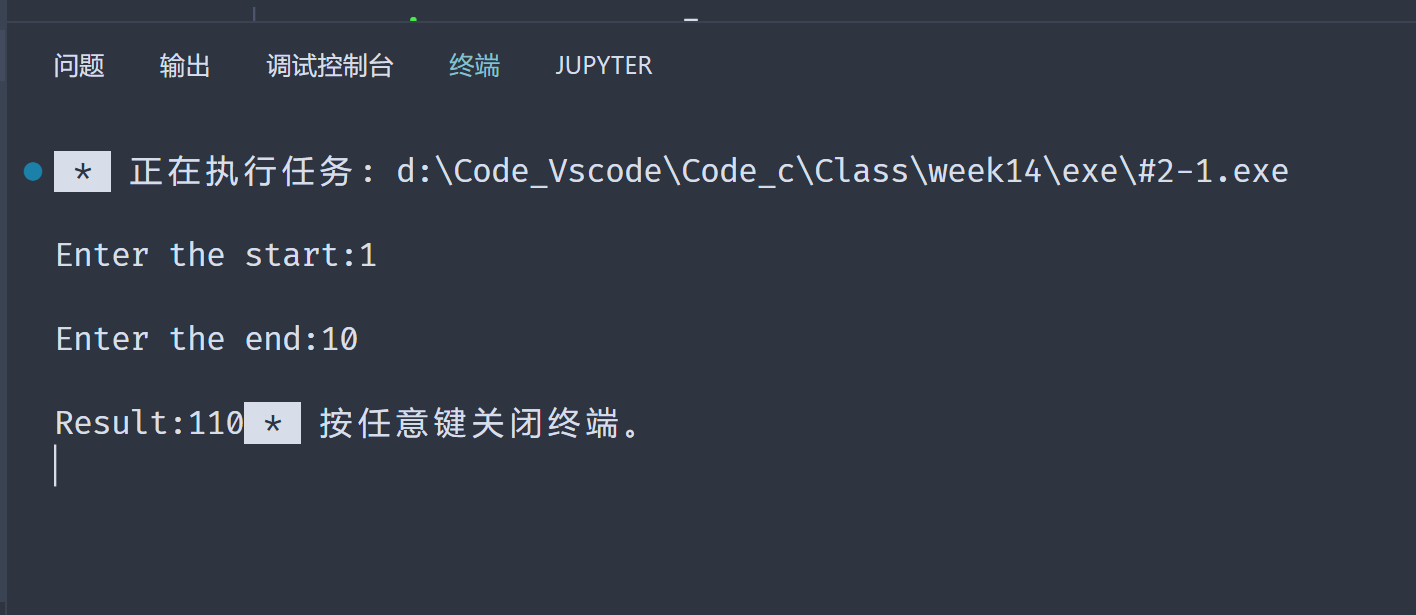 问题 输出 调试控制台 终端 JUPYTER
* 正在执行任务: d:\Code_Vscode\Code_c\Class\week14\exe\#2-1.exe
Enter the start:1
Enter the end:10
Result:110 * 按任意键关闭终端。